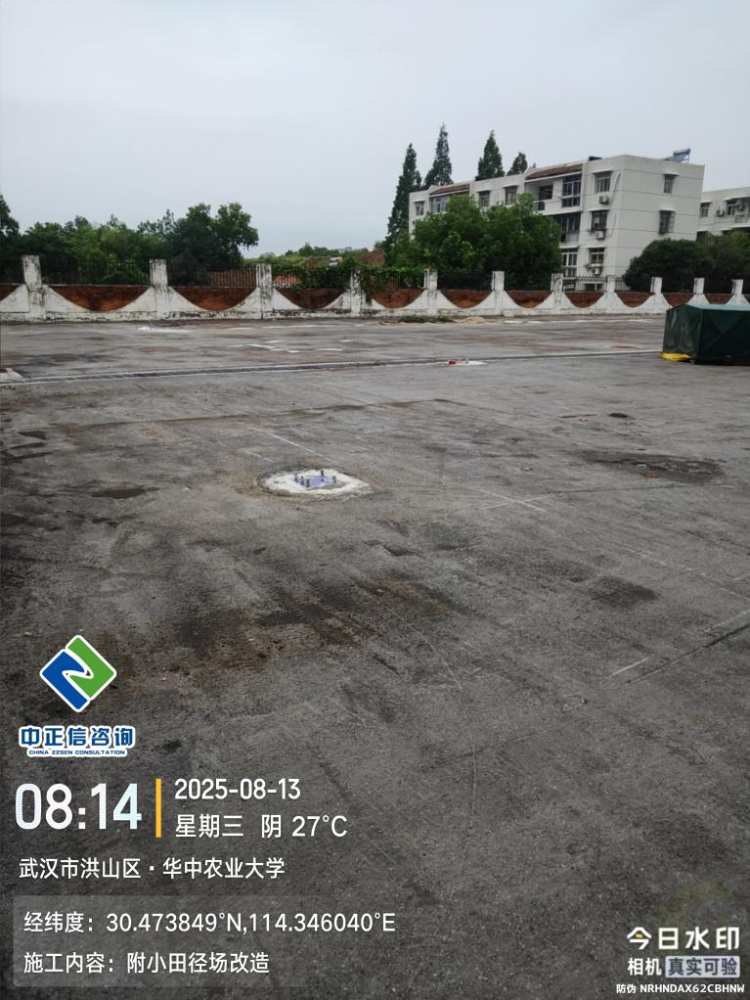 中正信咨询
CHINA ZZSEN CONSULTATION
08:14
2025-08-13
星期三 阴 27°C
武汉市洪山区·华中农业大学
经纬度：30.473849°N,114.346040°E
施工内容：附小田径场改造
今日水印
相机 真实可验
防伪 NRHNDAX62CBHNW